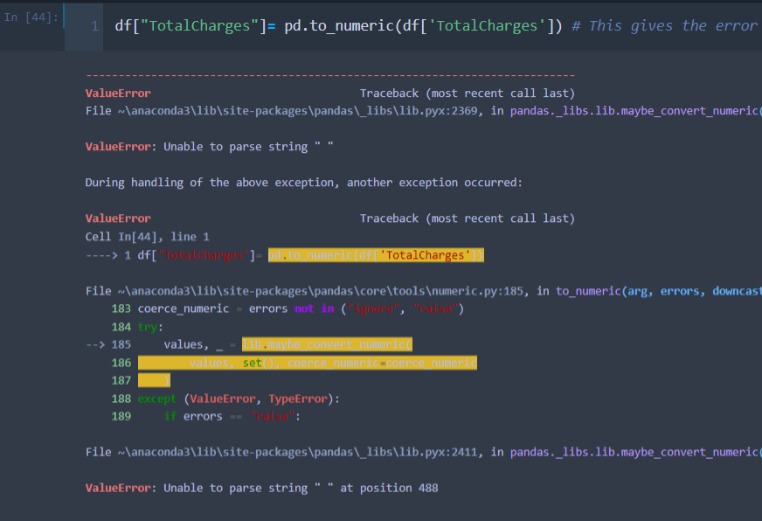 In [44]:
1 df["TotalCharges"]= pd.to_numeric(df['TotalCharges']) # This gives the error
---------------------------------------------------------------------------
ValueError Traceback (most recent call last)
File ~\anaconda3\lib\site-packages\pandas\_libs\lib.pyx:2369, in pandas._libs.lib.maybe_convert_numeric(
ValueError: Unable to parse string " "
During handling of the above exception, another exception occurred:
ValueError Traceback (most recent call last)
Cell In[44], line 1
----> 1 df["TotalCharges"]= pd.to_numeric(df['TotalCharges'])
File ~\anaconda3\lib\site-packages\pandas\core\tools\numeric.py:185, in to_numeric(arg, errors, downcast
183 coerce_numeric = errors not in ("ignore", "raise")
184 try:
--> 185 values, _ = lib.maybe_convert_numeric(
186 values, set(), coerce_numeric=coerce_numeric
187 )
188 except (ValueError, TypeError):
189 if errors == "raise":
File ~\anaconda3\lib\site-packages\pandas\_libs\lib.pyx:2411, in pandas._libs.lib.maybe_convert_numeric(
ValueError: Unable to parse string " " at position 488